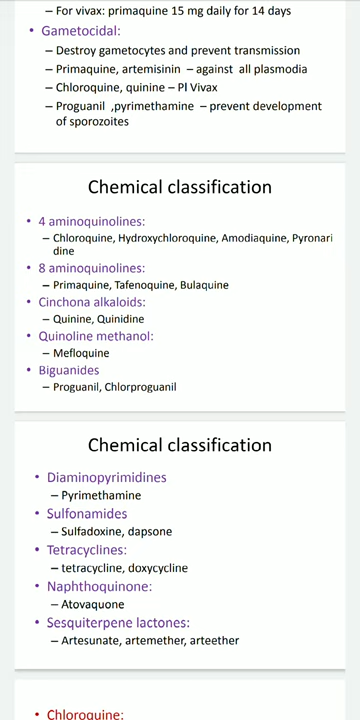 – For vivax: primaquine 15 mg daily for 14 days
• Gametocidal:
– Destroy gametocytes and prevent transmission
– Primaquine, artemisinin – against all plasmodia
– Chloroquine, quinine – Pl Vivax
– Proguanil ,pyrimethamine – prevent development
of sporozoites
Chemical classification
• 4 aminoquinolines:
– Chloroquine, Hydroxychloroquine, Amodiaquine, Pyronari
dine
• 8 aminoquinolines:
– Primaquine, Tafenoquine, Bulaquine
• Cinchona alkaloids:
– Quinine, Quinidine
• Quinoline methanol:
– Mefloquine
• Biguanides
– Proguanil, Chlorproguanil
Chemical classification
• Diaminopyrimidines
– Pyrimethamine
• Sulfonamides
– Sulfadoxine, dapsone
• Tetracyclines:
– tetracycline, doxycycline
• Naphthoquinone:
– Atovaquone
• Sesquiterpene lactones:
– Artesunate, artemether, arteether
• Chloroquine: